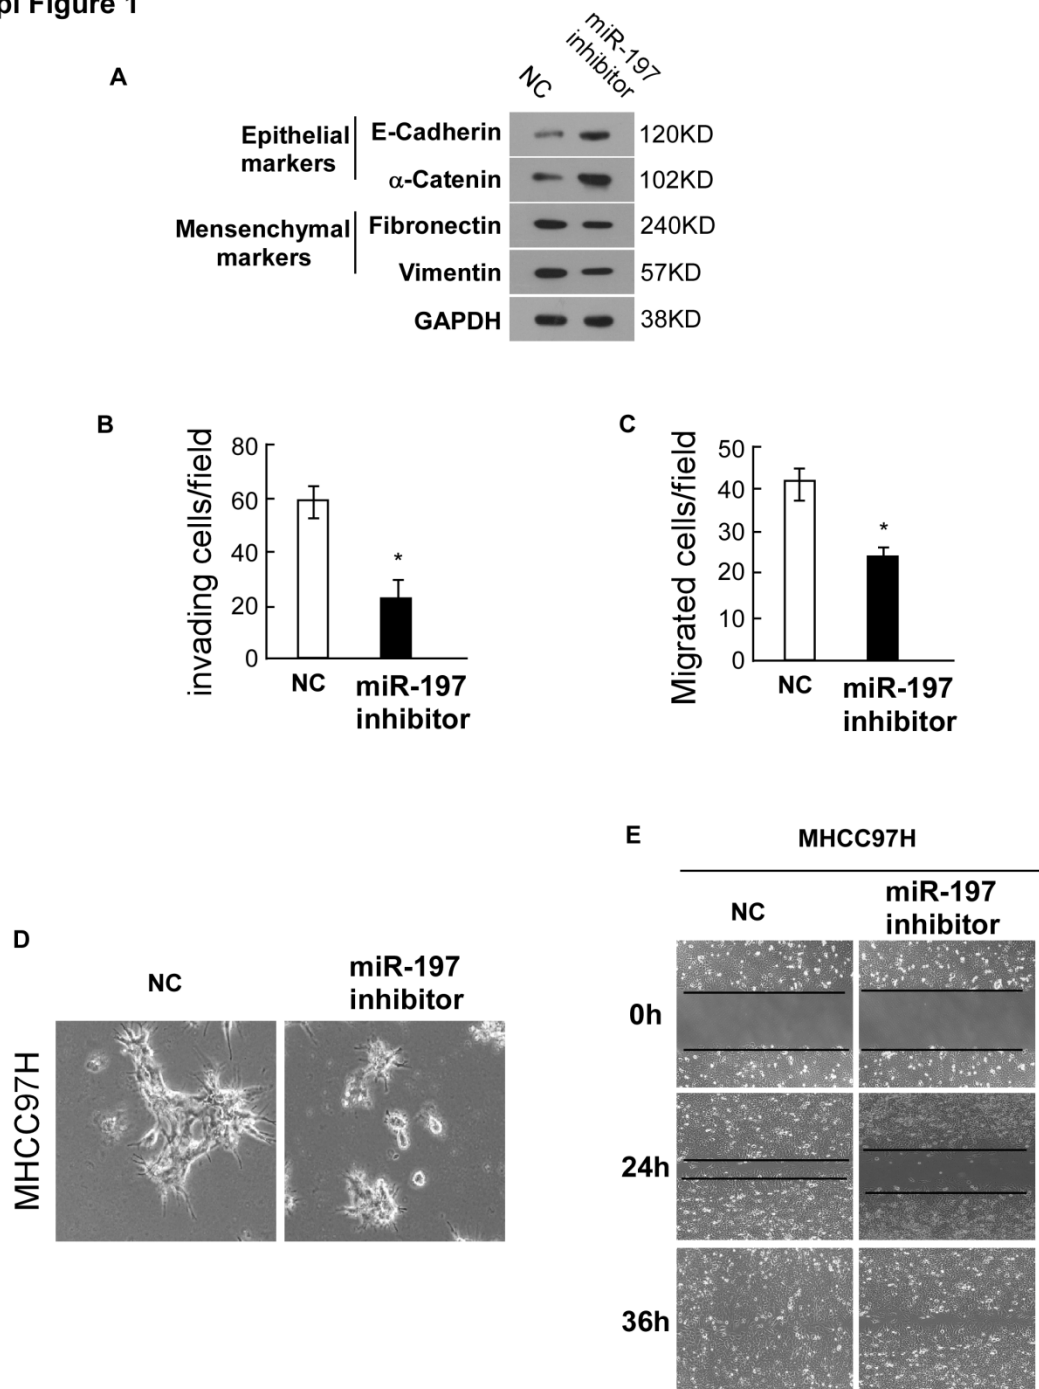 pl Figure 1
A
NC
miR-197
inhibitor
Epithelial
markers
E-Cadherin
120KD
α-Catenin
102KD
Mensenchymal
markers
Fibronectin
240KD
Vimentin
57KD
GAPDH
38KD
B
invading cells/field
80
60
40
20
0
*
NC
miR-197
inhibitor
C
Migrated cells/field
50
40
30
20
10
0
*
NC
miR-197
inhibitor
D
NC
miR-197
inhibitor
MHCC97H
E
MHCC97H
NC
miR-197
inhibitor
0h
24h
36h